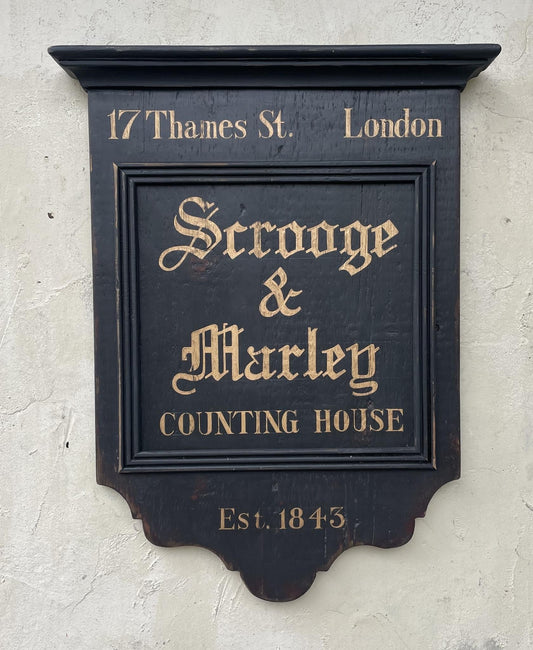 17 Thames St. London
Scrooge
&
Marley
COUNTING HOUSE
Est. 1843